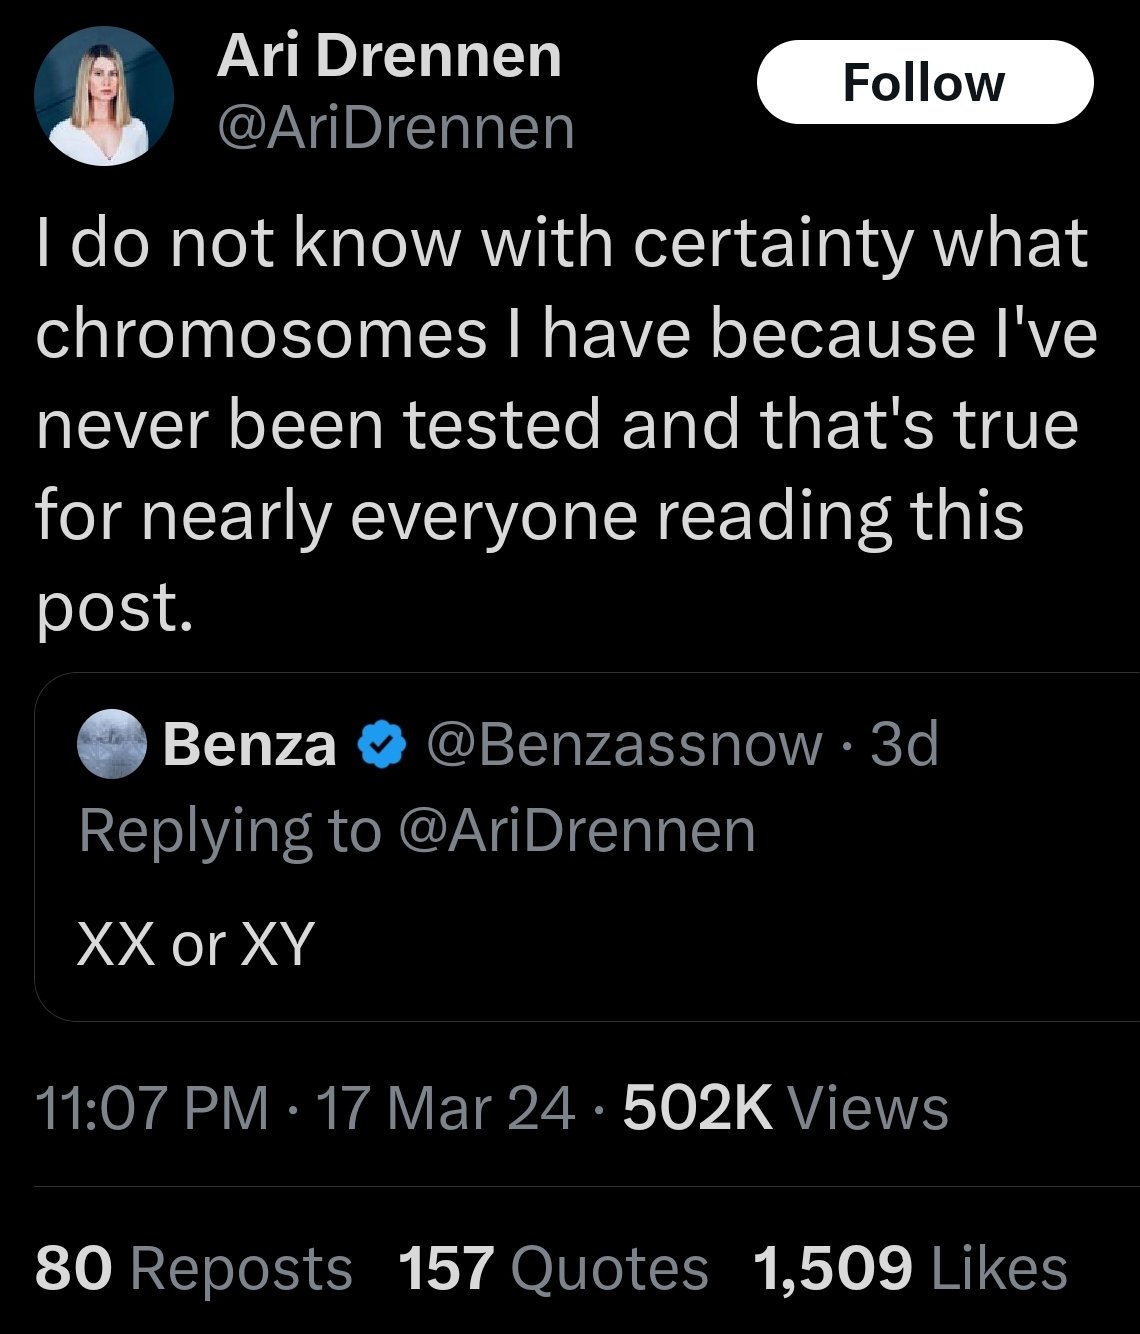 Ari Drennen
Follow
@AriDrennen
I do not know with certainty what
chromosomes I have because I've
never been tested and that's true
for nearly everyone reading this
post.
Benza @Benzassnow · 3d
Replying to @AriDrennen
XX or XY
11:07 PM · 17 Mar 24 · 502K Views
80 Reposts 157 Quotes 1,509 Likes